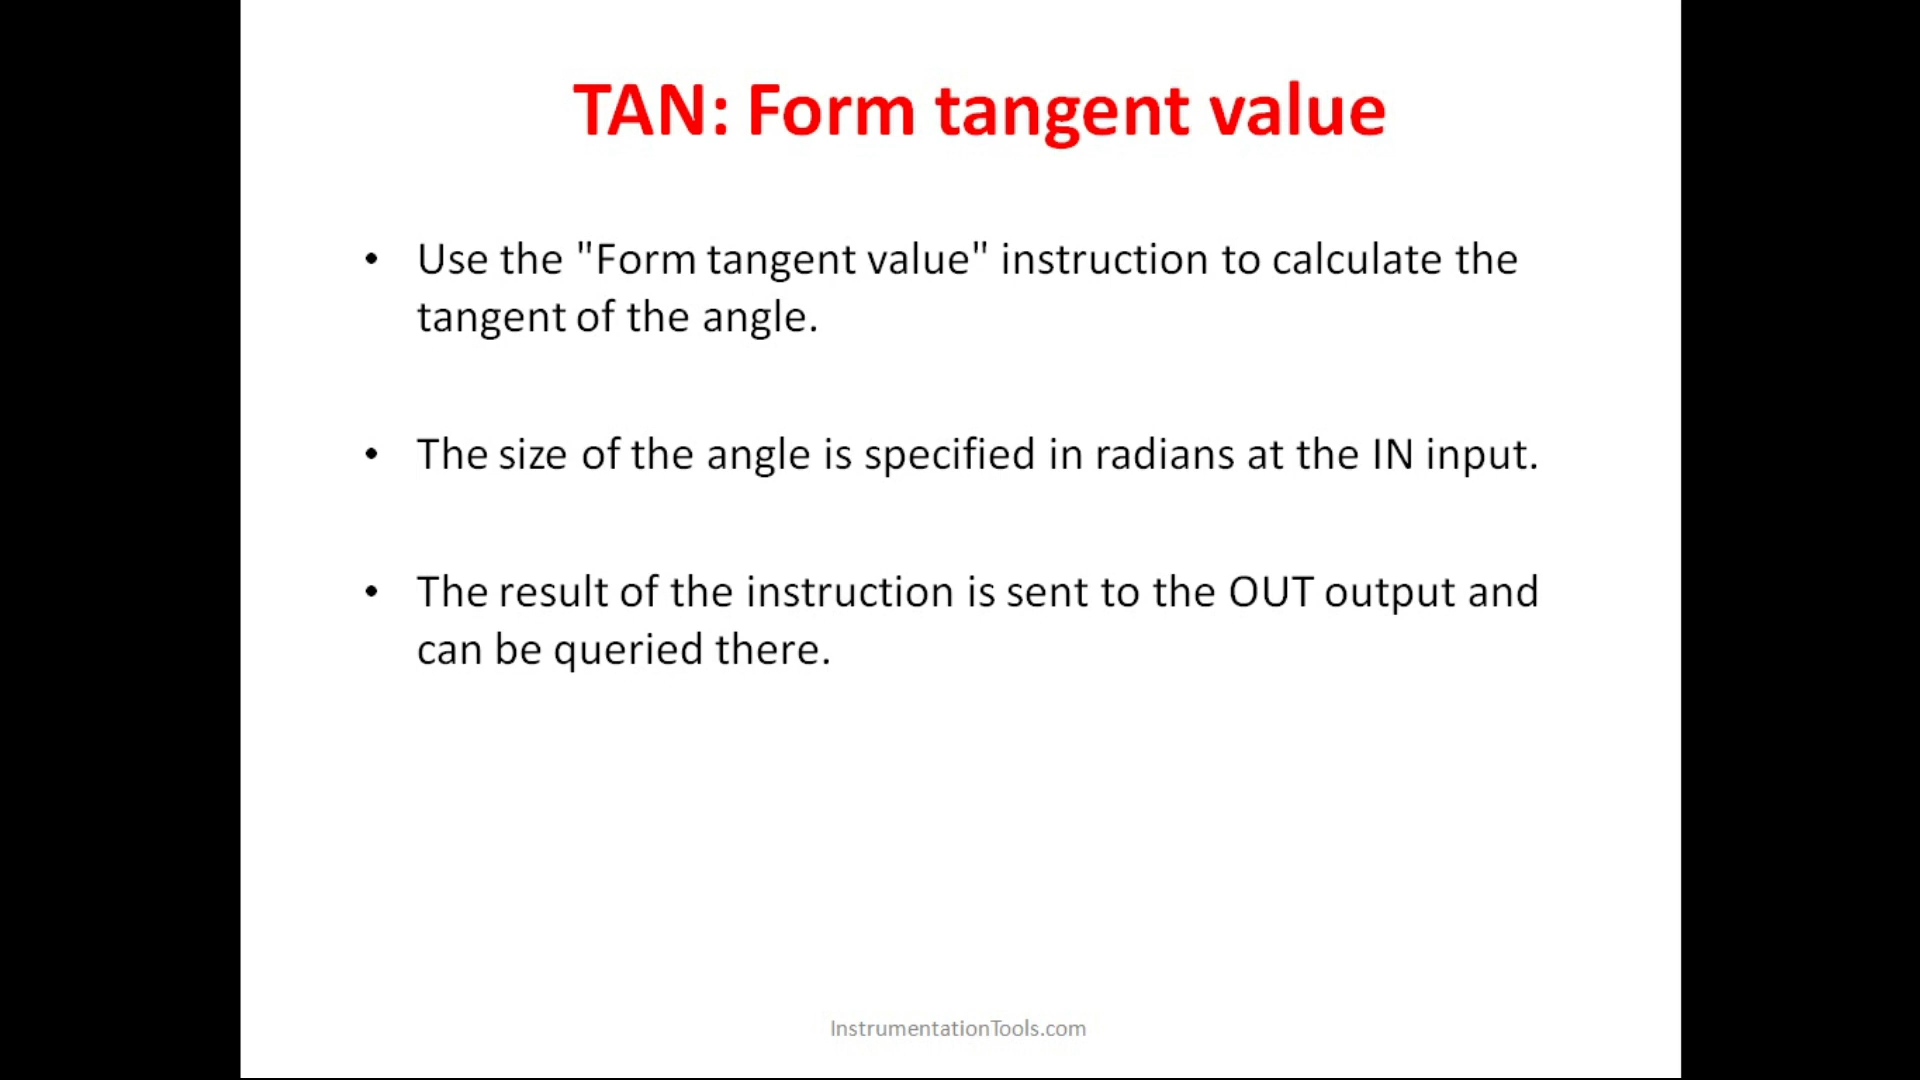 TAN: Form tangent value
• Use the "Form tangent value" instruction to calculate the
tangent of the angle.
• The size of the angle is specified in radians at the IN input.
• The result of the instruction is sent to the OUT output and
can be queried there.
InstrumentationTools.com